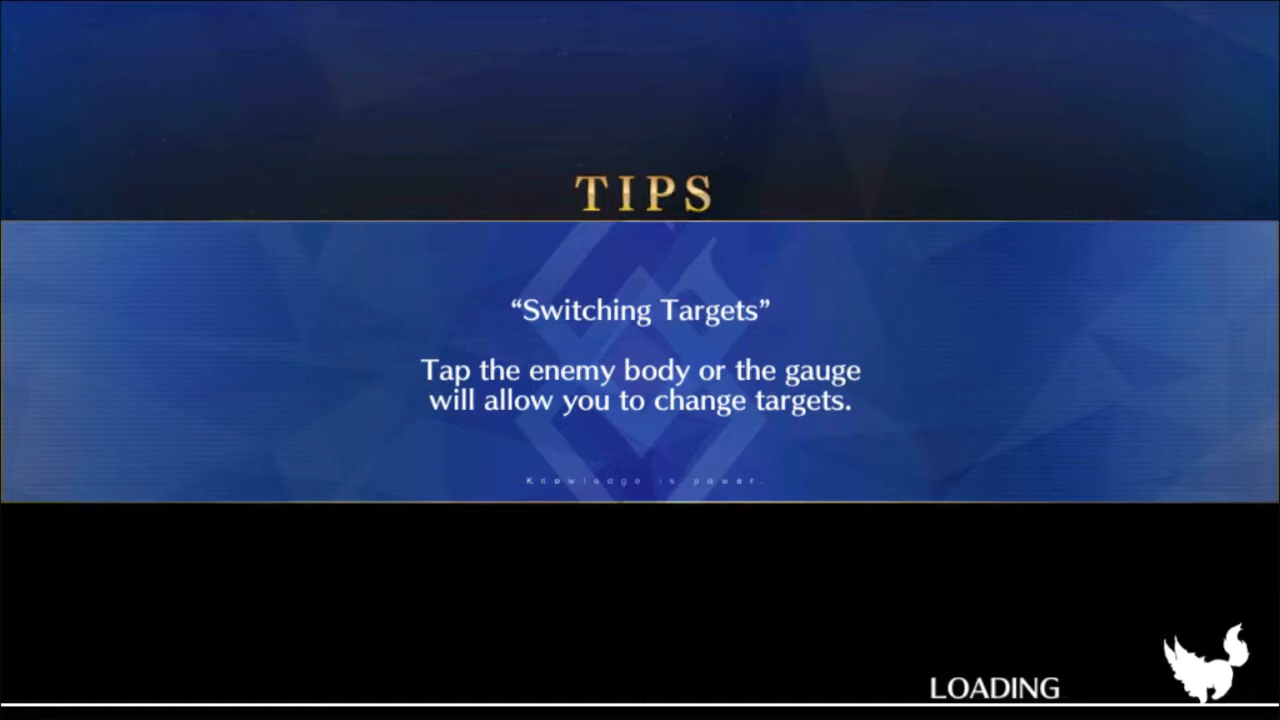 TIPS
“Switching Targets”
Tap the enemy body or the gauge
will allow you to change targets.
Knowledge is power.
LOADING